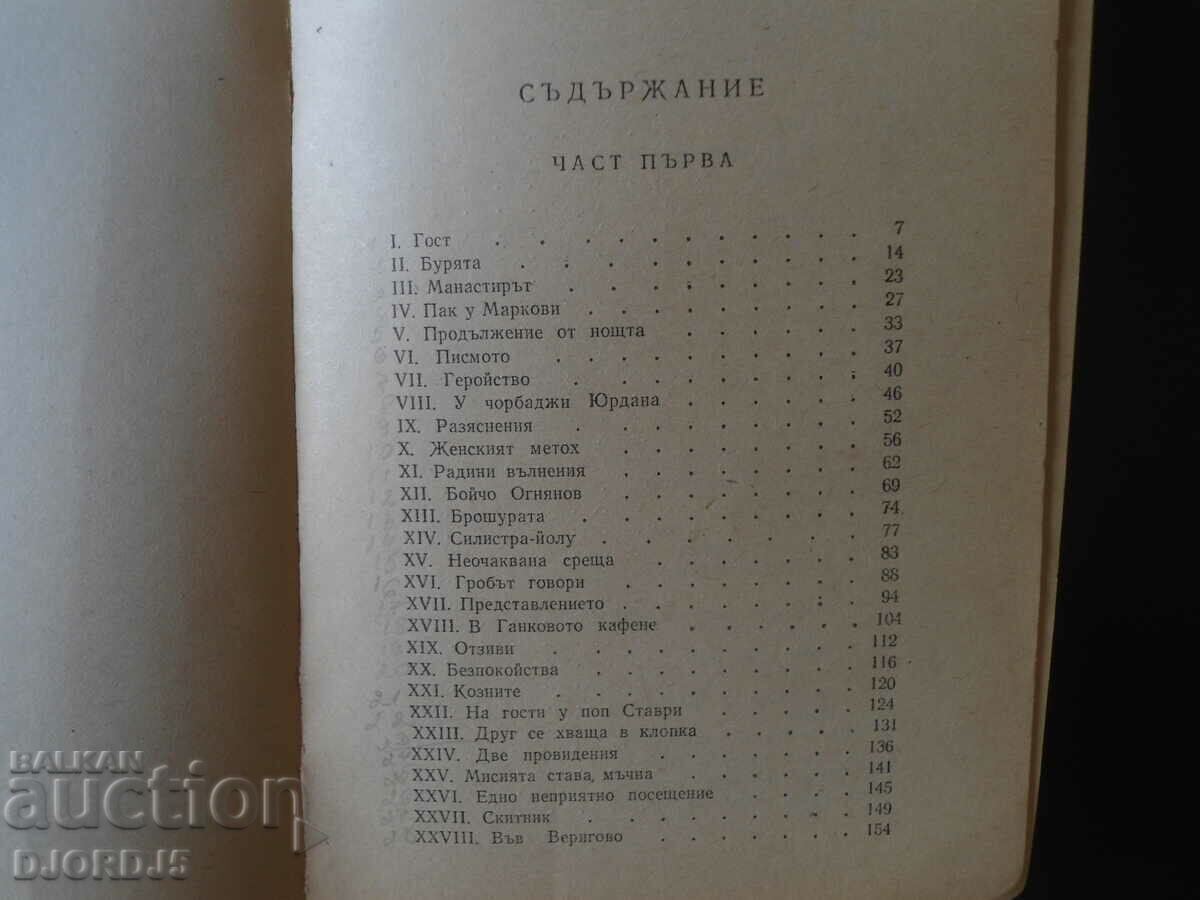 СЪДЪРЖАНИЕ
ЧАСТ ПЪРВА
I. Гост . . . . . . . . . 7
II. Бурята . . . . . . . . 14
III. Манастирът . . . . . . . 23
IV. Пак у Маркови . . . . . . 27
V. Продължение от нощта . . . . . 33
VI. Писмото . . . . . . . . 37
VII. Геройство . . . . . . . 40
VIII. У чорбаджи Юрдана . . . . . 46
IX. Разяснения . . . . . . . 52
X. Женският метох . . . . . . 56
XI. Радини вълнения . . . . . . 62
XII. Бойчо Огнянов . . . . . . 69
XIII. Брошурата . . . . . . . 74
XIV. Силистра-йолу . . . . . . 77
XV. Неочаквана среща . . . . . 83
XVI. Гробът говори . . . . . . 88
XVII. Представлението . . . . . . 94
XVIII. В Ганковото кафене . . . . . 104
XIX. Отзиви . . . . . . . . 112
XX. Безпокойства . . . . . . . 116
XXI. Козните . . . . . . . . 120
XXII. На гости у поп Ставри . . . . . 124
XXIII. Друг се хваща в клопка . . . . 131
XXIV. Две провидения . . . . . . 136
XXV. Мисията става, мъчна . . . . . 141
XXVI. Едно неприятно посещение . . . . 145
XXVII. Скитник . . . . . . . 149
XXVIII. Във Веригово . . . . . . 154
BALKAN
auction
DJORDJ5